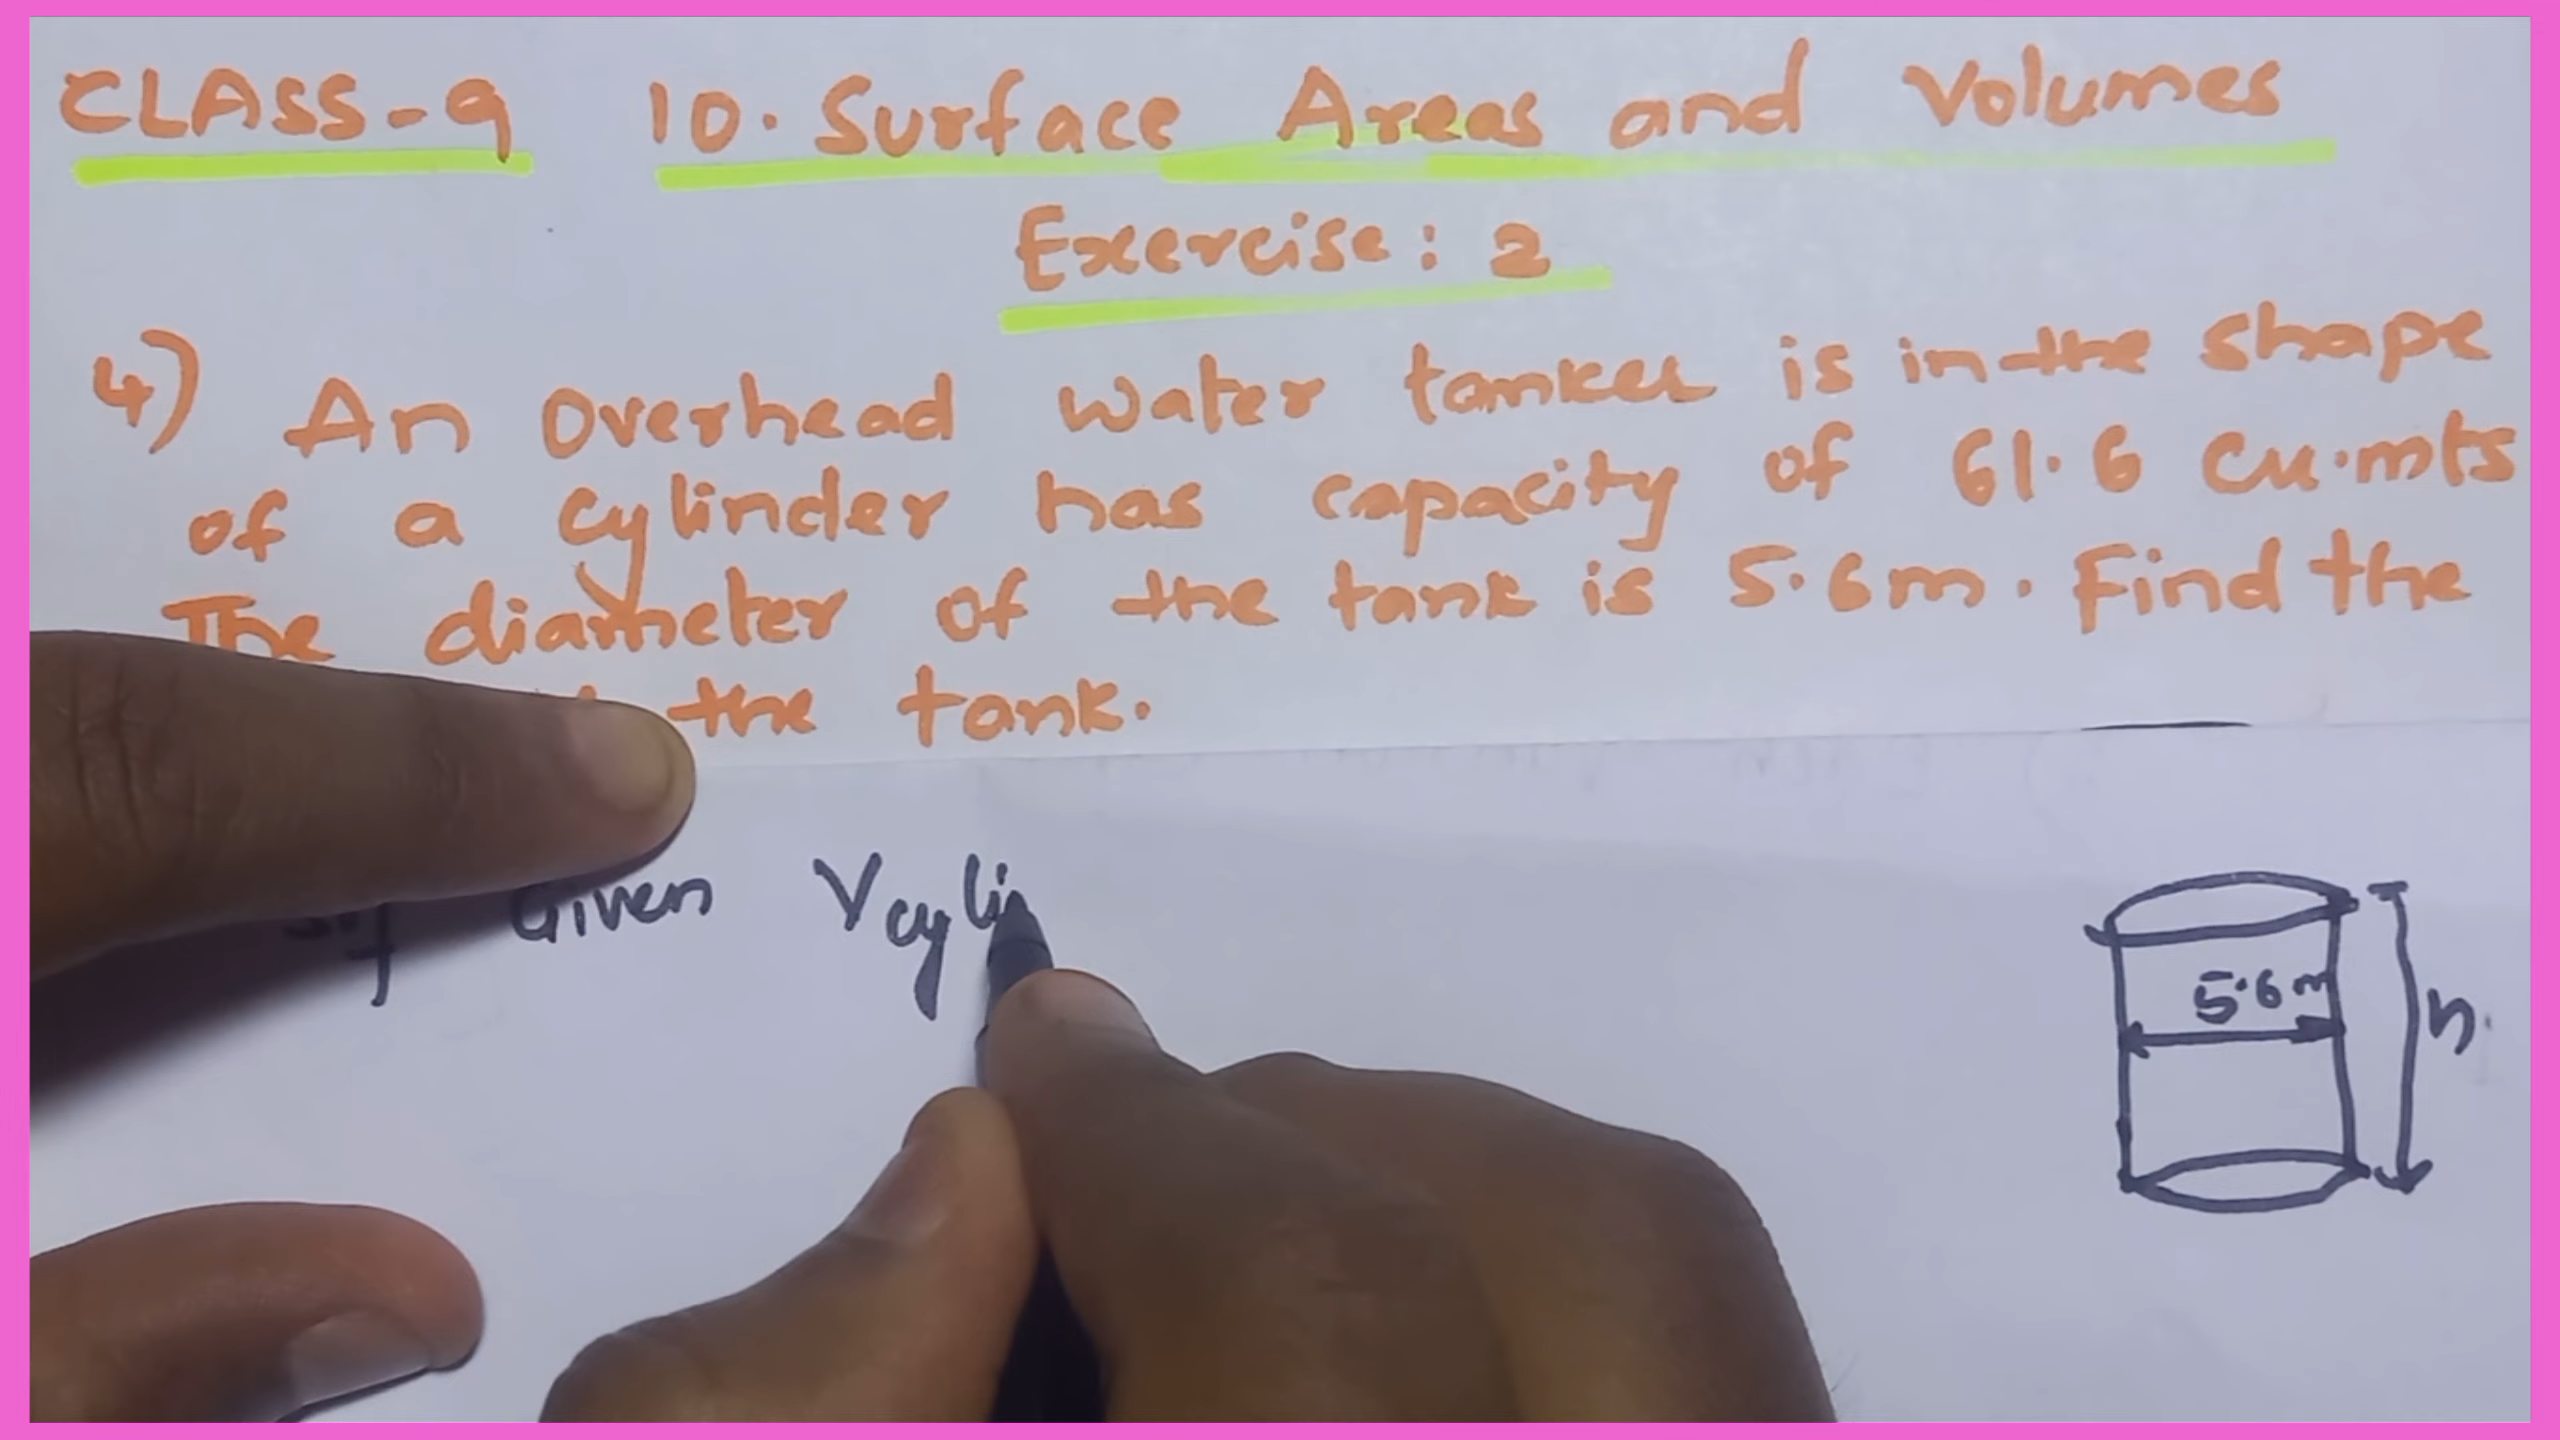 CLASS-9 10. Surface Areas and Volumes
Exercise: 2
4) An overhead water tanker is in the shape
of a cylinder has capacity of 61.6 cu.mts
The diameter of the tank is 5.6m. Find the
the tank.
Given Vcyli
5.6 m
h